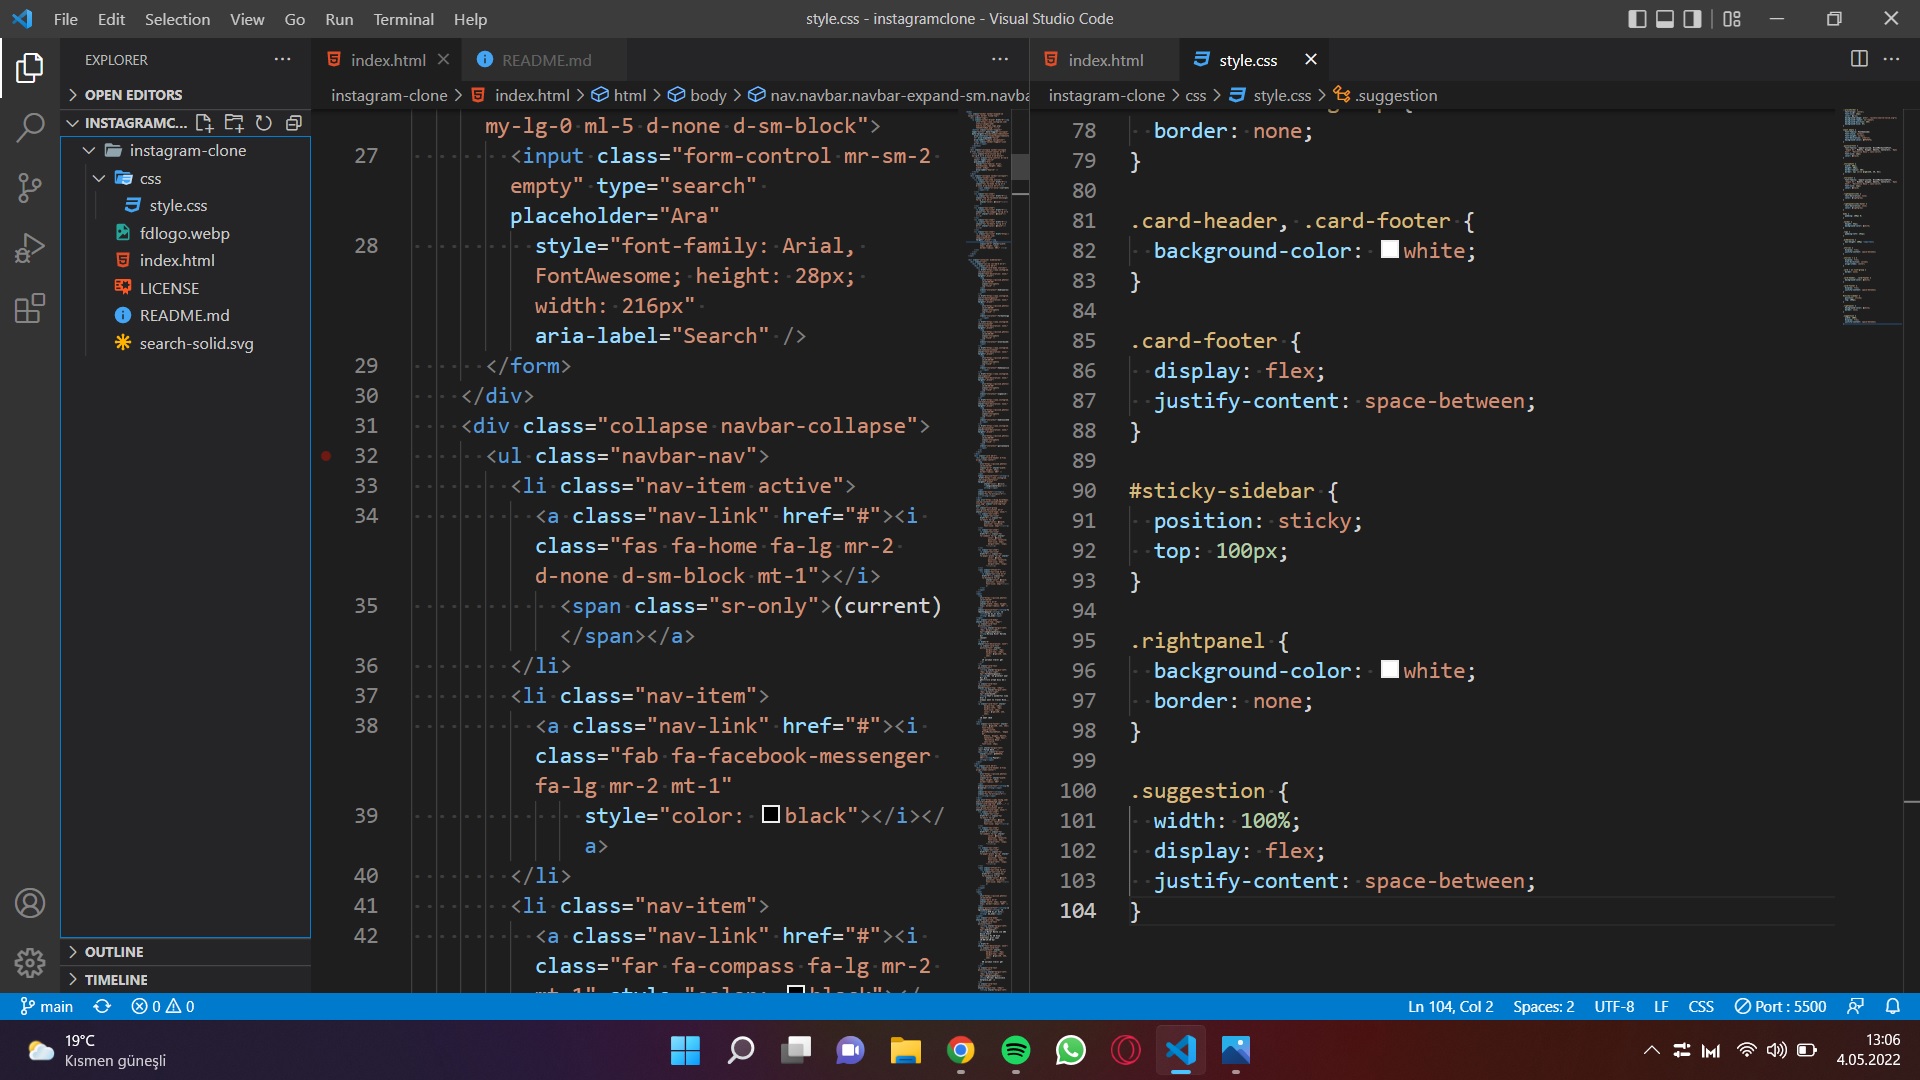 File Edit Selection View Go Run Terminal Help
style.css - instagramclone - Visual Studio Code
EXPLORER
OPEN EDITORS
INSTAGRAMC...
instagram-clone
css
style.css
fdlogo.webp
index.html
LICENSE
README.md
search-solid.svg
OUTLINE
TIMELINE
index.html
README.md
instagram-clone > index.html > html > body > nav.navbar.navbar-expand-sm.navba
my-lg-0 ml-5 d-none d-sm-block">
27 <input class="form-control mr-sm-2
empty" type="search"
placeholder="Ara"
28 style="font-family: Arial,
FontAwesome; height: 28px;
width: 216px"
aria-label="Search" />
29 </form>
30 </div>
31 <div class="collapse navbar-collapse">
32 <ul class="navbar-nav">
33 <li class="nav-item active">
34 <a class="nav-link" href="#"><i
class="fas fa-home fa-lg mr-2
d-none d-sm-block mt-1"></i>
35 <span class="sr-only">(current)
</span></a>
36 </li>
37 <li class="nav-item">
38 <a class="nav-link" href="#"><i
class="fab fa-facebook-messenger
fa-lg mr-2 mt-1"
39 style="color: black"></i></
a>
40 </li>
41 <li class="nav-item">
42 <a class="nav-link" href="#"><i
class="far fa-compass fa-lg mr-2
mt-1" style="color: black"></
index.html
style.css
instagram-clone > css > style.css > .suggestion
78 border: none;
79 }
80
81 .card-header, .card-footer {
82 background-color: white;
83 }
84
85 .card-footer {
86 display: flex;
87 justify-content: space-between;
88 }
89
90 #sticky-sidebar {
91 position: sticky;
92 top: 100px;
93 }
94
95 .rightpanel {
96 background-color: white;
97 border: none;
98 }
99
100 .suggestion {
101 width: 100%;
102 display: flex;
103 justify-content: space-between;
104 }
main 0 0
Ln 104, Col 2 Spaces: 2 UTF-8 LF CSS Port : 5500
19°C
Kısmen güneşli
13:06
4.05.2022